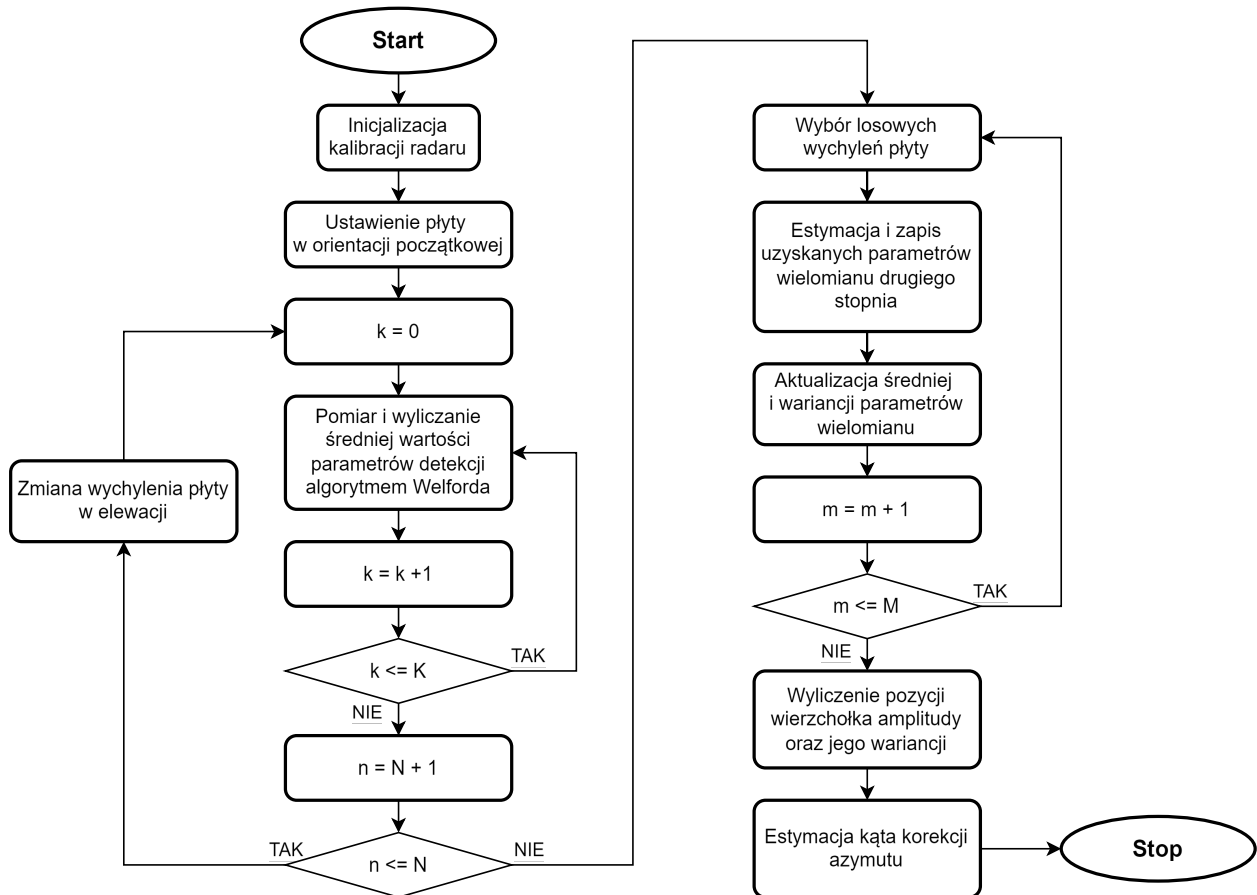 Start
Inicjalizacja
kalibracji radaru
Ustawienie płyty
w orientacji początkowej
k = 0
Pomiar i wyliczanie
średniej wartości
parametrów detekcji
algorytmem Welforda
Zmiana wychylenia płyty
w elewacji
k = k +1
k <= K
TAK
NIE
n = N + 1
n <= N
TAK
NIE
Wybór losowych
wychyleń płyty
Estymacja i zapis
uzyskanych parametrów
wielomianu drugiego
stopnia
Aktualizacja średniej
i wariancji parametrów
wielomianu
m = m + 1
m <= M
TAK
NIE
Wyliczenie pozycji
wierzchołka amplitudy
oraz jego wariancji
Estymacja kąta korekcji
azymutu
Stop